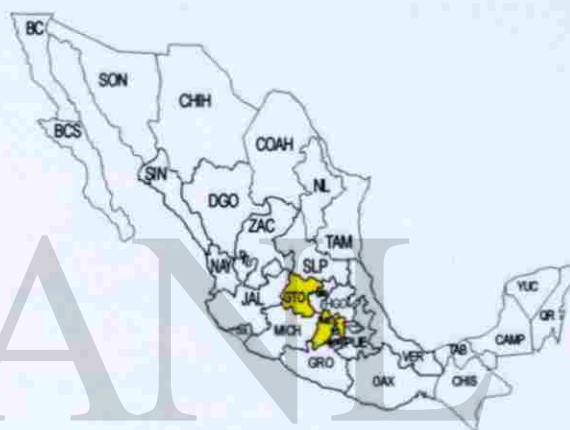 BC
SON
CHIH
BCS
COAH
SIN
NL
DGO
ZAC
TAM
NAY
SLP
YUC
GTO
QR
JAL
HGO
MICH
CAMP
PUE
VER
TAB
GRO
OAX
CHIS
ANL